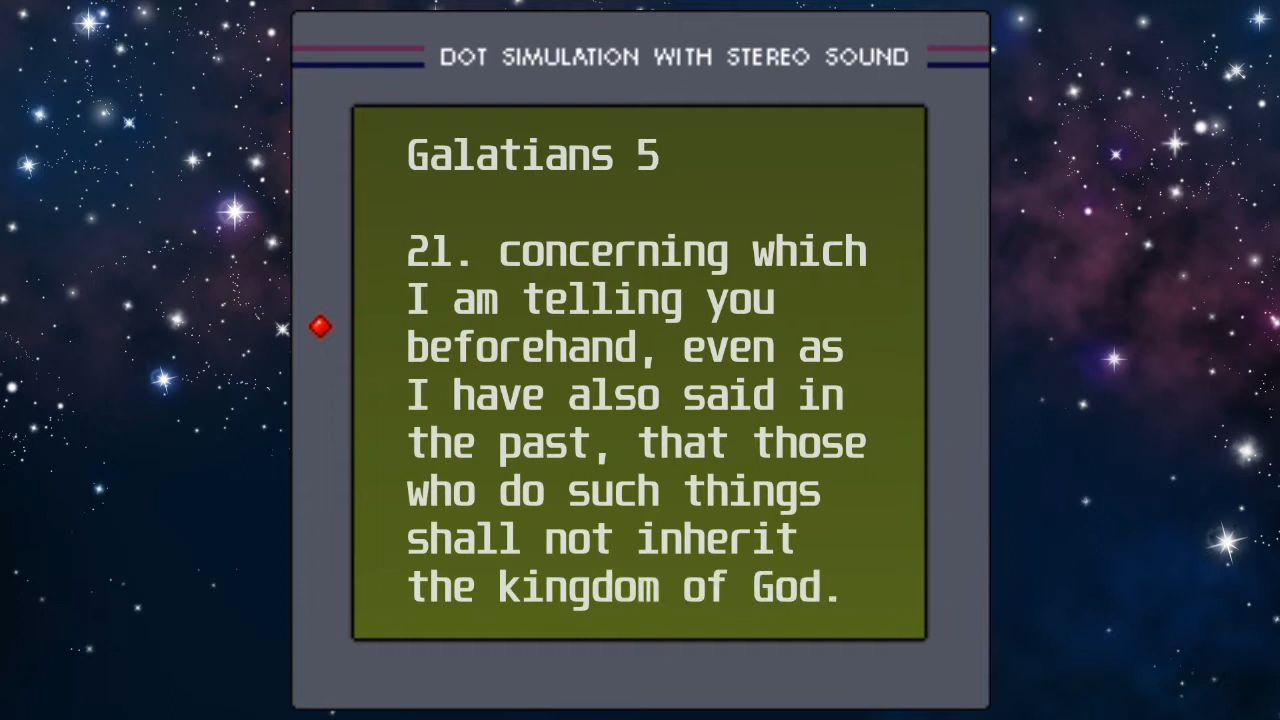 DOT SIMULATION WITH STEREO SOUND
Galatians 5
21. concerning which
I am telling you
beforehand, even as
I have also said in
the past, that those
who do such things
shall not inherit
the kingdom of God.